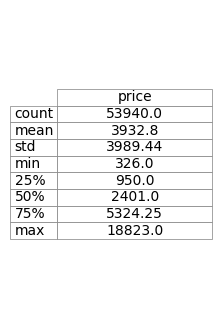 price
count 53940.0
mean 3932.8
std 3989.44
min 326.0
25% 950.0
50% 2401.0
75% 5324.25
max 18823.0